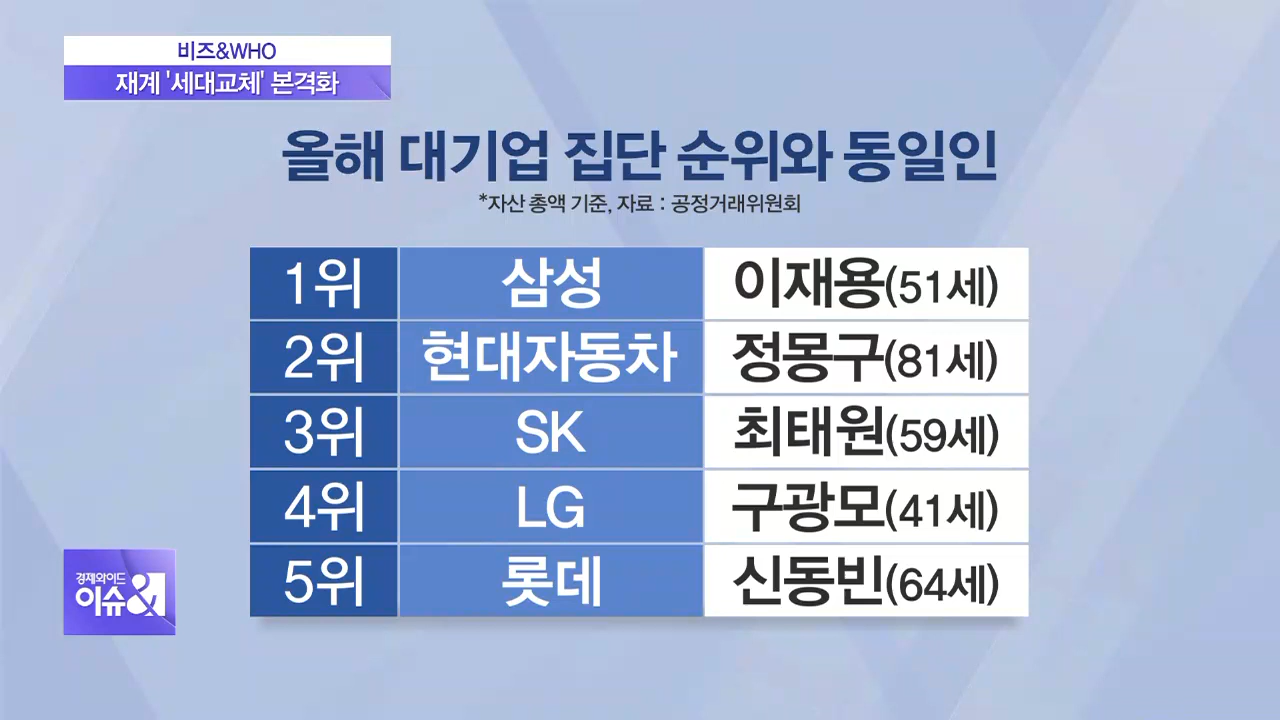 비즈&WHO
재계 '세대교체' 본격화
올해 대기업 집단 순위와 동일인
*자산 총액 기준, 자료 : 공정거래위원회
1위 삼성 이재용(51세)
2위 현대자동차 정몽구(81세)
3위 SK 최태원(59세)
4위 LG 구광모(41세)
5위 롯데 신동빈(64세)
경제와이드
이슈&